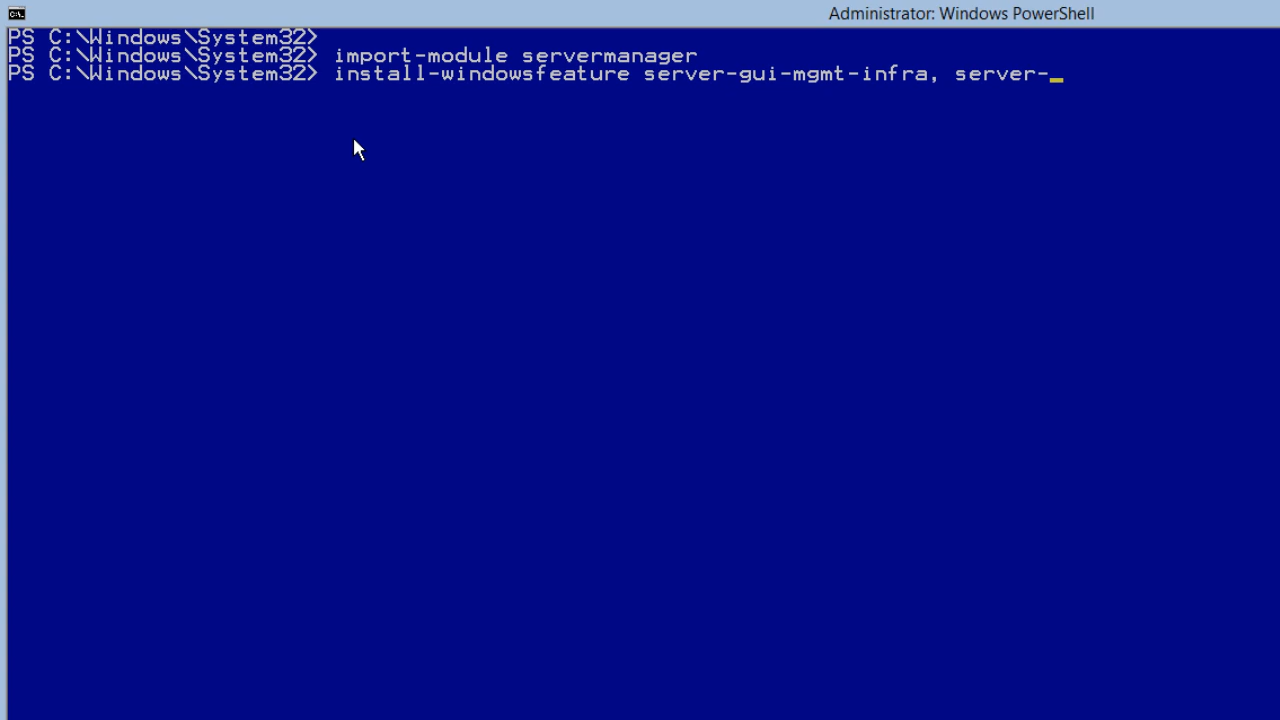 Administrator: Windows PowerShell
PS C:\Windows\System32>
PS C:\Windows\System32> import-module servermanager
PS C:\Windows\System32> install-windowsfeature server-gui-mgmt-infra, server-